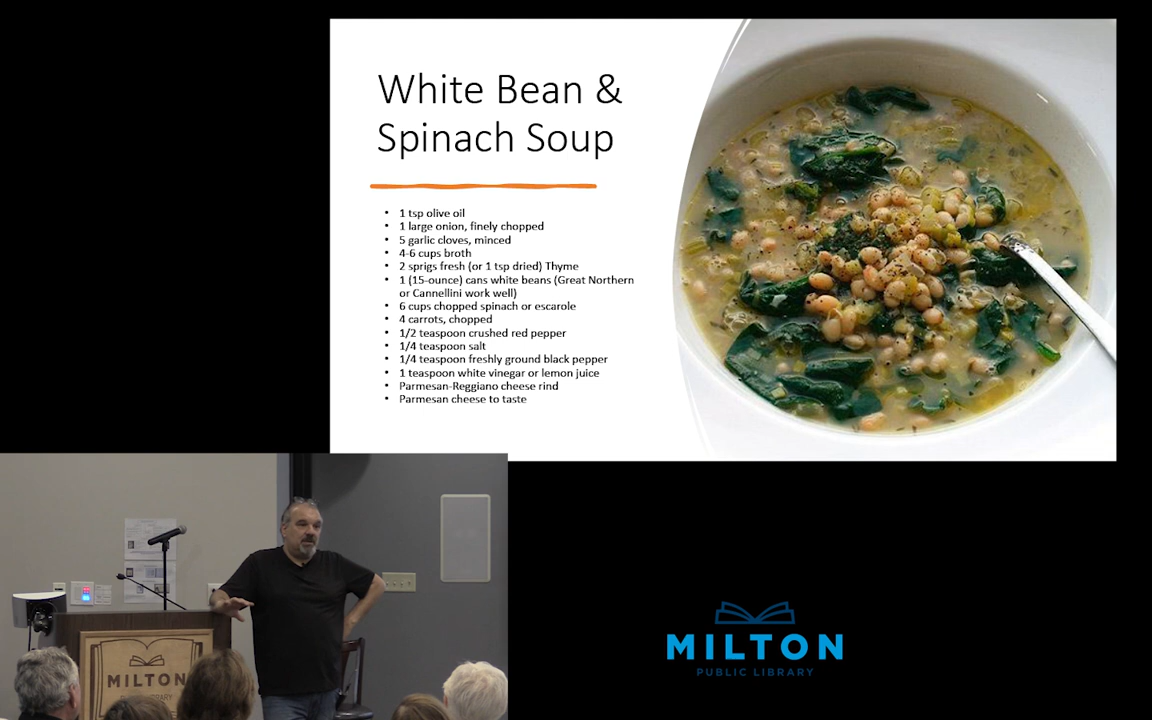 White Bean &
Spinach Soup
• 1 tsp olive oil
• 1 large onion, finely chopped
• 5 garlic cloves, minced
• 4-6 cups broth
• 2 sprigs fresh (or 1 tsp dried) Thyme
• 1 (15-ounce) cans white beans (Great Northern
or Cannellini work well)
• 6 cups chopped spinach or escarole
• 4 carrots, chopped
• 1/2 teaspoon crushed red pepper
• 1/4 teaspoon salt
• 1/4 teaspoon freshly ground black pepper
• 1 teaspoon white vinegar or lemon juice
• Parmesan-Reggiano cheese rind
• Parmesan cheese to taste
MILTON
PUBLIC LIBRARY
MILTON
PUBLIC LIBRARY